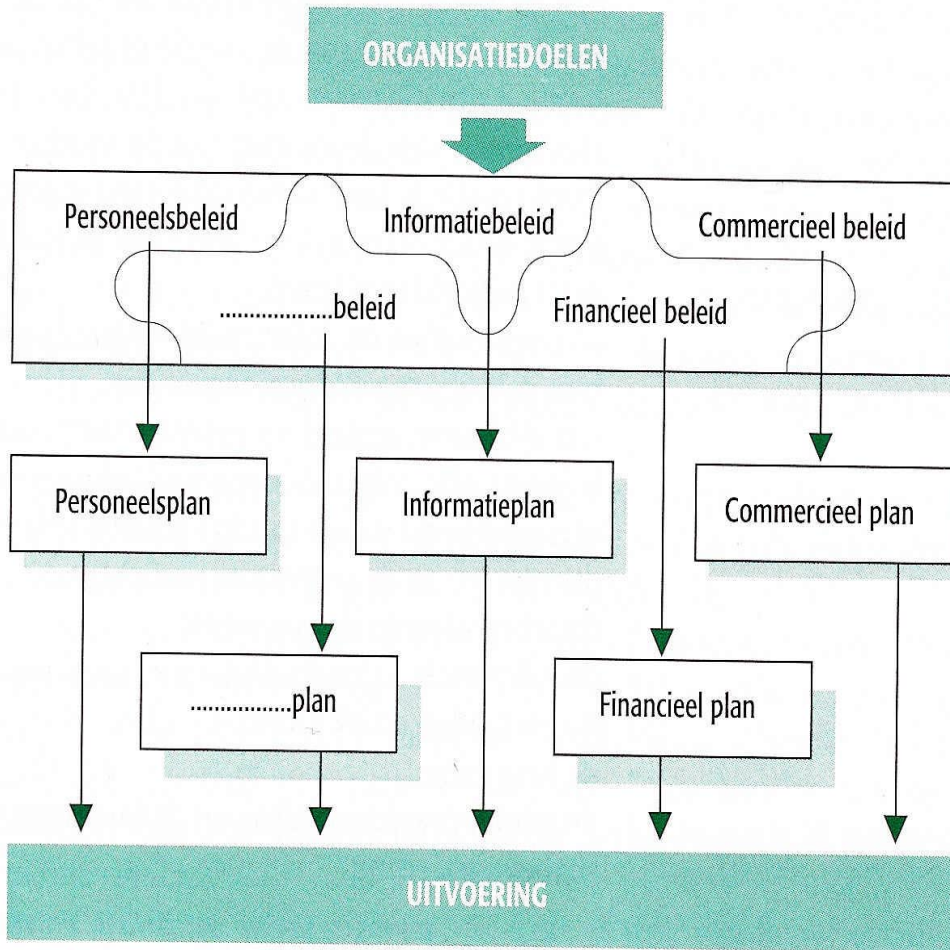 ORGANISATIEDOELEN
Personeelsbeleid
Informatiebeleid
Commercieel beleid
...................beleid
Financieel beleid
Personeelsplan
Informatieplan
Commercieel plan
.................plan
Financieel plan
UITVOERING